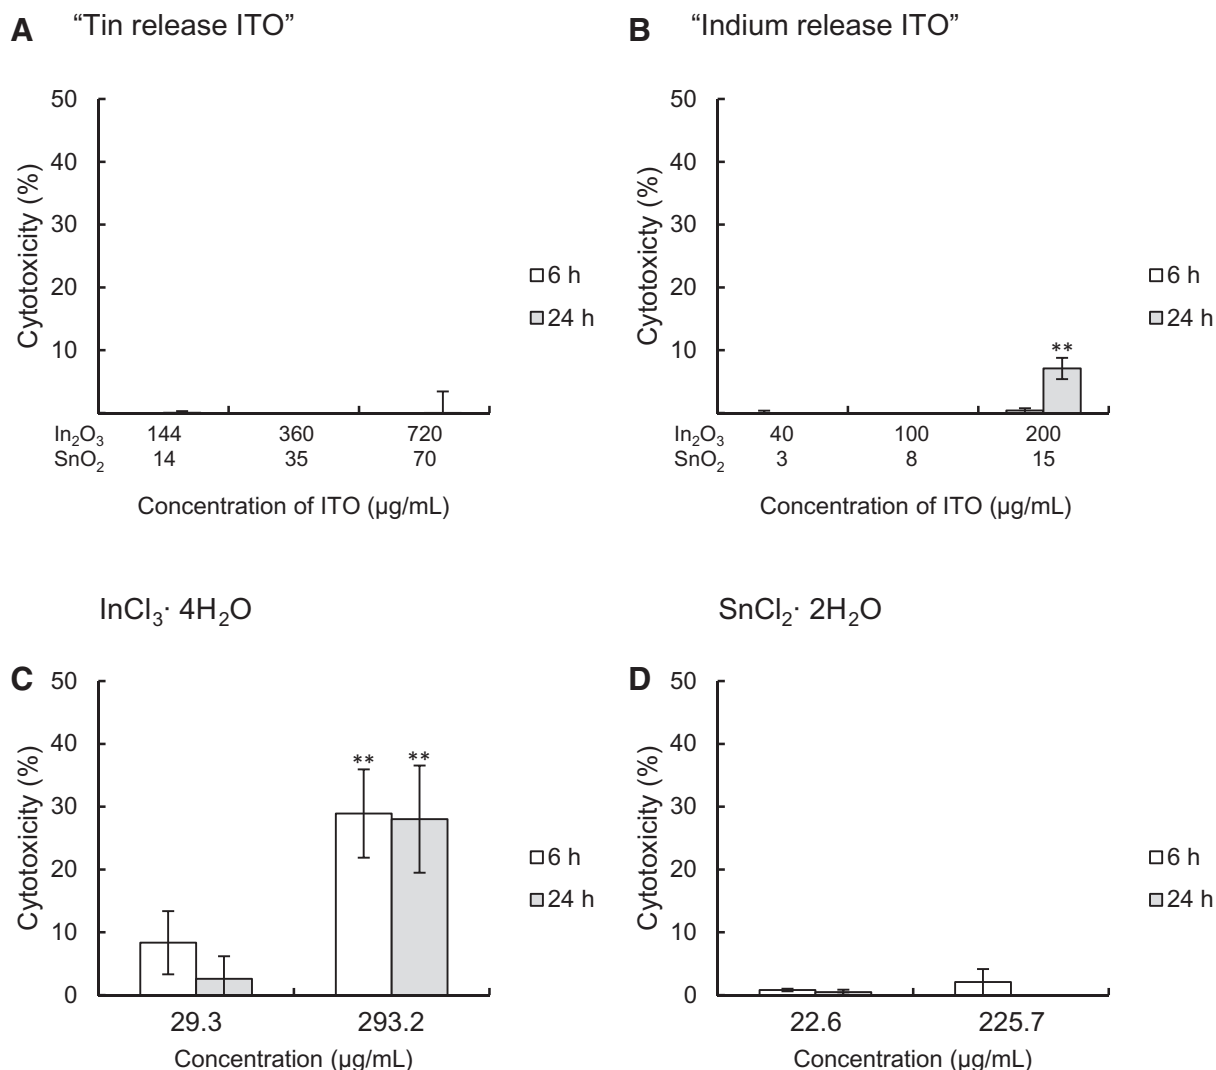 A "Tin release ITO"
50
40
30
20
10
Cytotoxicity (%)
6 h
24 h
In₂O₃ 144 360 720
SnO₂ 14 35 70
Concentration of ITO (µg/mL)
B "Indium release ITO"
50
40
30
20
10
Cytotoxicty (%)
**
6 h
24 h
In₂O₃ 40 100 200
SnO₂ 3 8 15
Concentration of ITO (µg/mL)
InCl₃· 4H₂O
C
50
40
30
20
10
0
Cytotoxicity (%)
** **
6 h
24 h
29.3 293.2
Concentration (µg/mL)
SnCl₂· 2H₂O
D
50
40
30
20
10
0
Cytotoxicity (%)
6 h
24 h
22.6 225.7
Concentration (µg/mL)